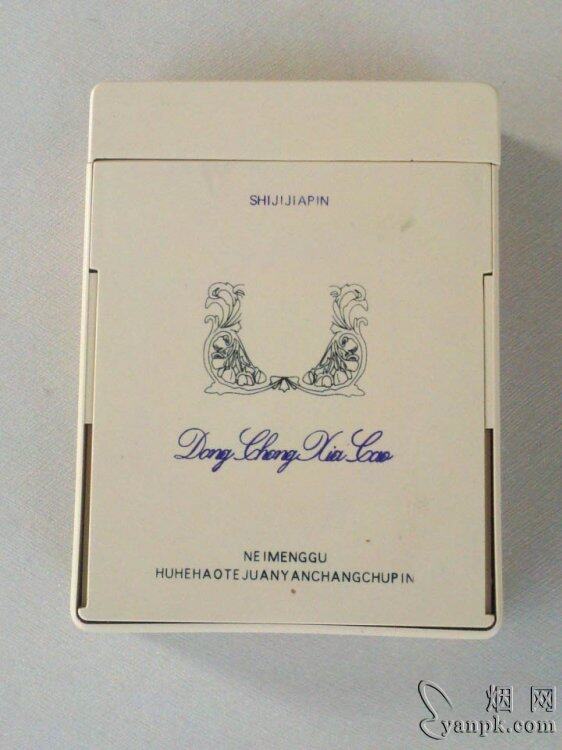 SHIJIJIAPIN
Dong Chong Xia Cao
NEIMENGGU
HUHEHAOTEJUANYANCHANGCHUPIN
烟网
yanpk.com